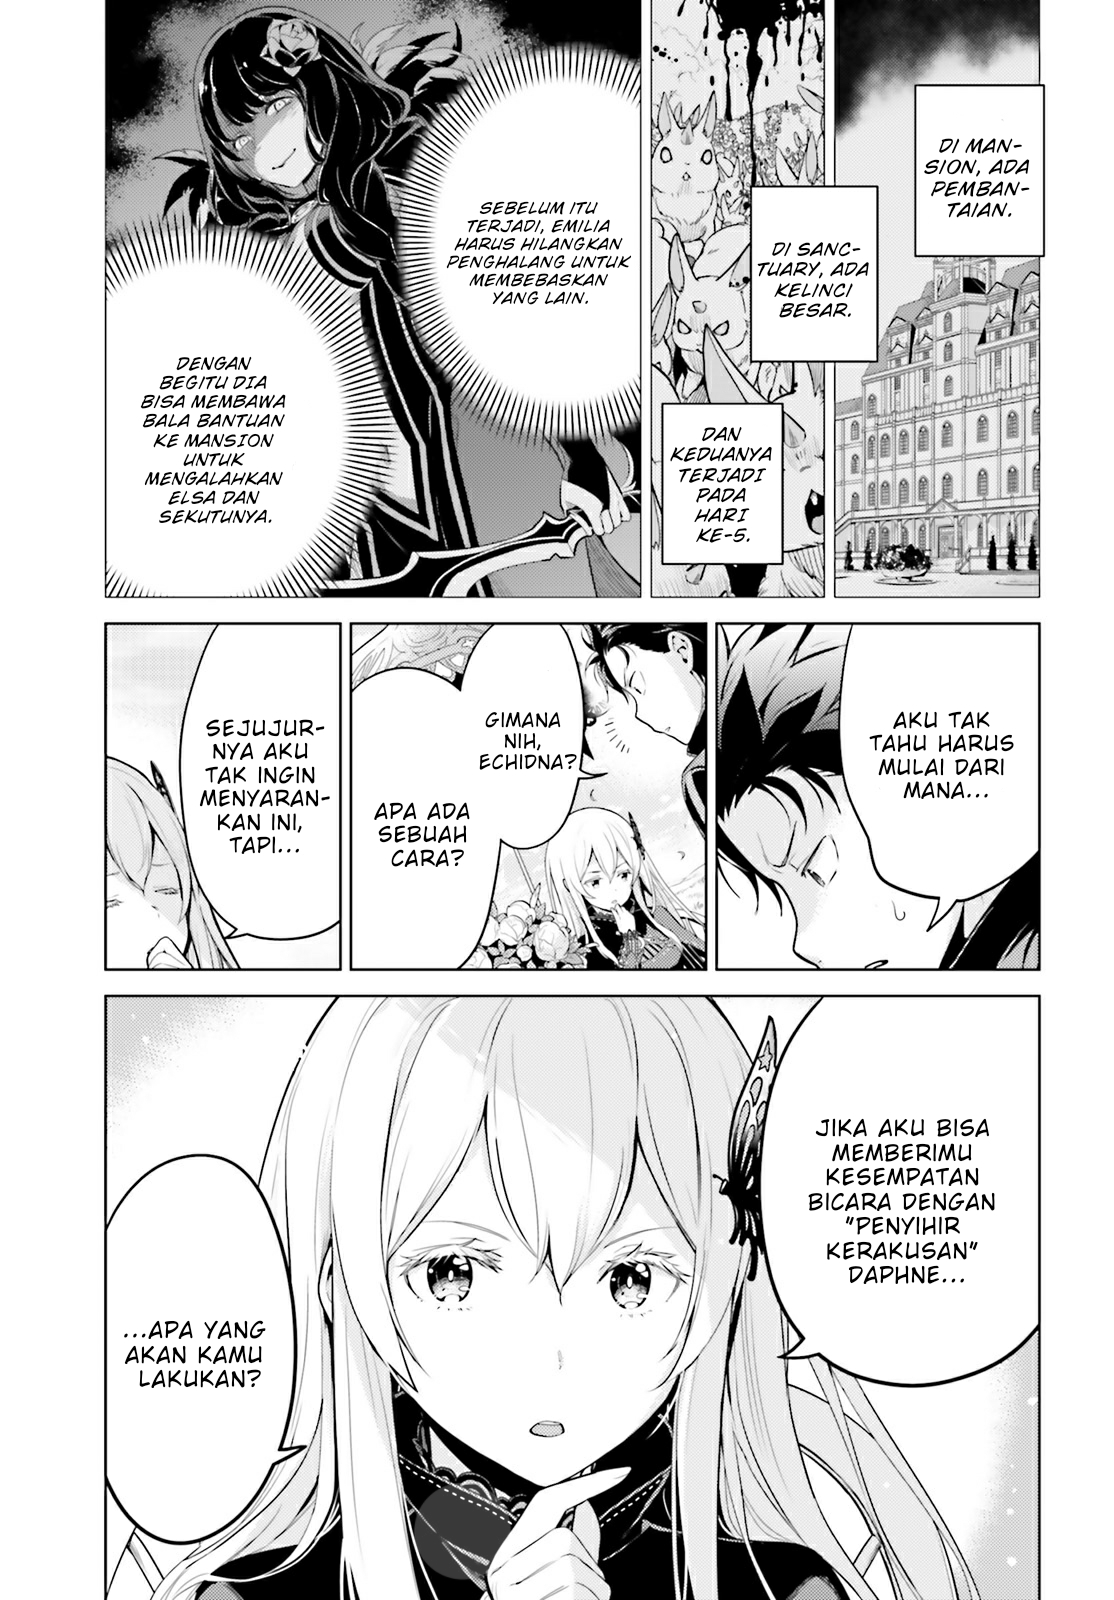 DI MAN-
SION, ADA
PEMBAN-
TAIAN.
DI SANC-
TUARY, ADA
KELINCI
BESAR.
DAN
KEDUANYA
TERJADI
PADA
HARI
KE-5.
SEBELUM ITU
TERJADI, EMILIA
HARUS HILANGKAN
PENGHALANG UNTUK
MEMBEBASKAN
YANG LAIN.
DENGAN
BEGITU DIA
BISA MEMBAWA
BALA BANTUAN
KE MANSION
UNTUK
MENGALAHKAN
ELSA DAN
SEKUTUNYA.
AKU TAK
TAHU HARUS
MULAI DARI
MANA...
GIMANA
NIH,
ECHIDNA?
APA ADA
SEBUAH
CARA?
SEJUJUR-
NYA AKU
TAK INGIN
MENYARAN-
KAN INI,
TAPI...
JIKA AKU BISA
MEMBERIMU
KESEMPATAN
BICARA DENGAN
"PENYIHIR
KERAKUSAN"
DAPHNE...
...APA YANG
AKAN KAMU
LAKUKAN?